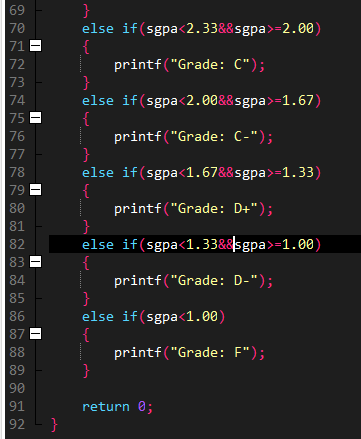 69 }
70 else if(sgpa<2.33&&sgpa>=2.00)
71 {
72 printf("Grade: C");
73 }
74 else if(sgpa<2.00&&sgpa>=1.67)
75 {
76 printf("Grade: C-");
77 }
78 else if(sgpa<1.67&&sgpa>=1.33)
79 {
80 printf("Grade: D+");
81 }
82 else if(sgpa<1.33&&sgpa>=1.00)
83 {
84 printf("Grade: D-");
85 }
86 else if(sgpa<1.00)
87 {
88 printf("Grade: F");
89 }
90
91 return 0;
92 }